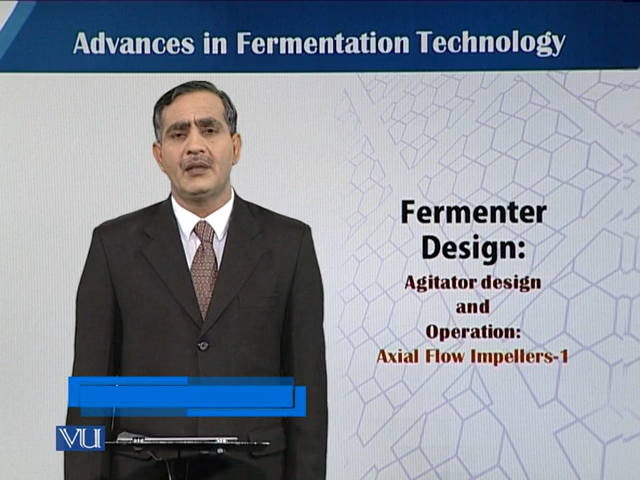 Advances in Fermentation Technology
Fermenter
Design:
Agitator design
and
Operation:
Axial Flow Impellers-1
VU